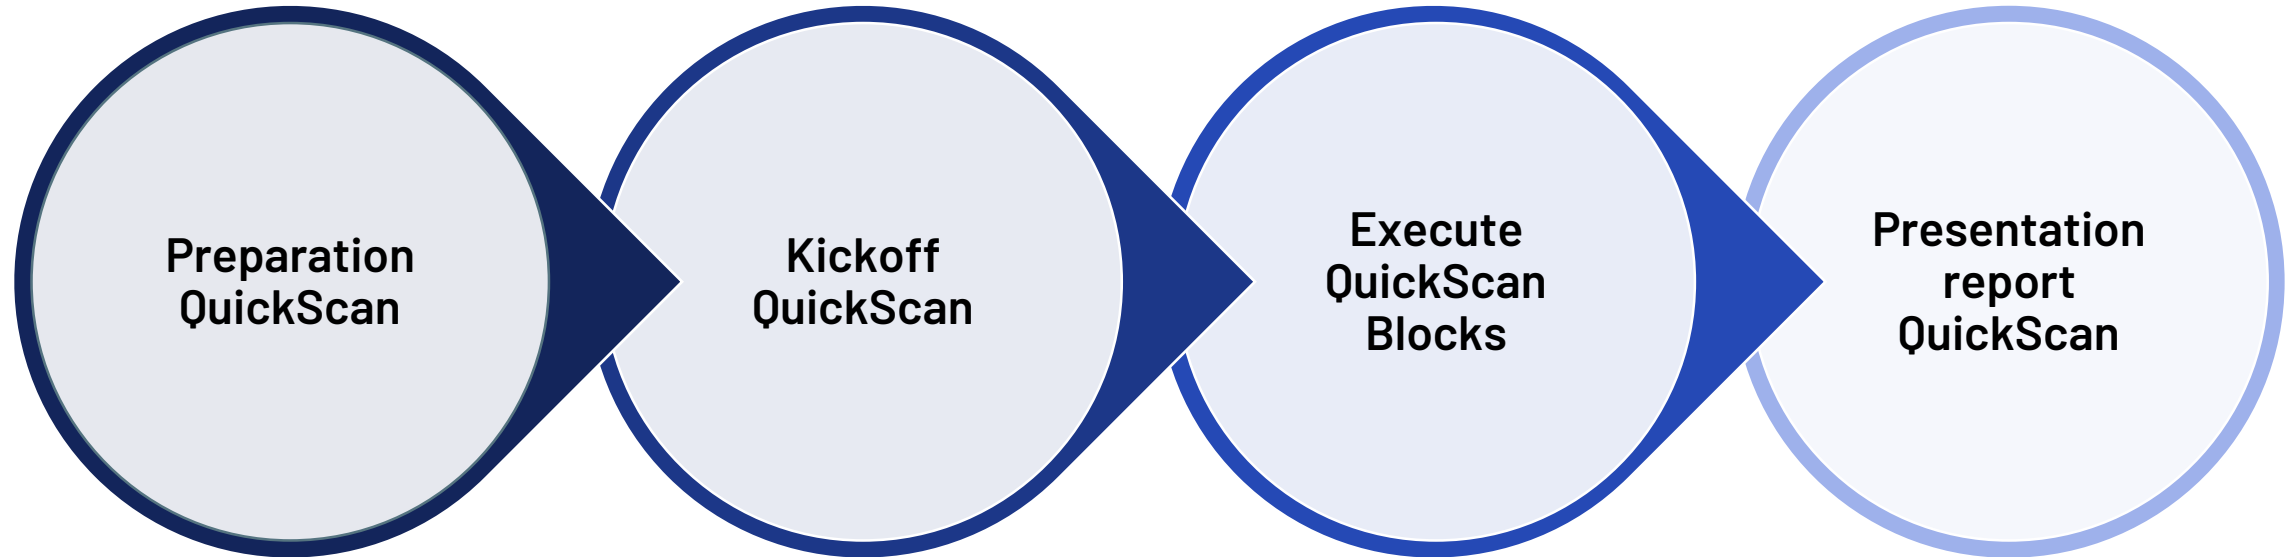 Preparation
QuickScan
Kickoff
QuickScan
Execute
QuickScan
Blocks
Presentation
report
QuickScan